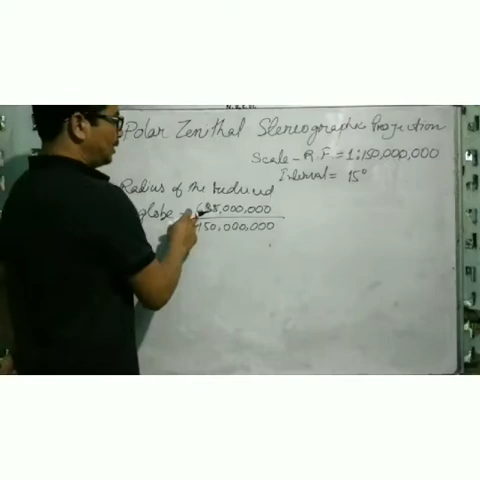 Polar Zenithal Stereographic Projection
Scale - R.F = 1:150,000,000
Interval = 15°
Radius of the reduced
globe = 635,000,000
150,000,000